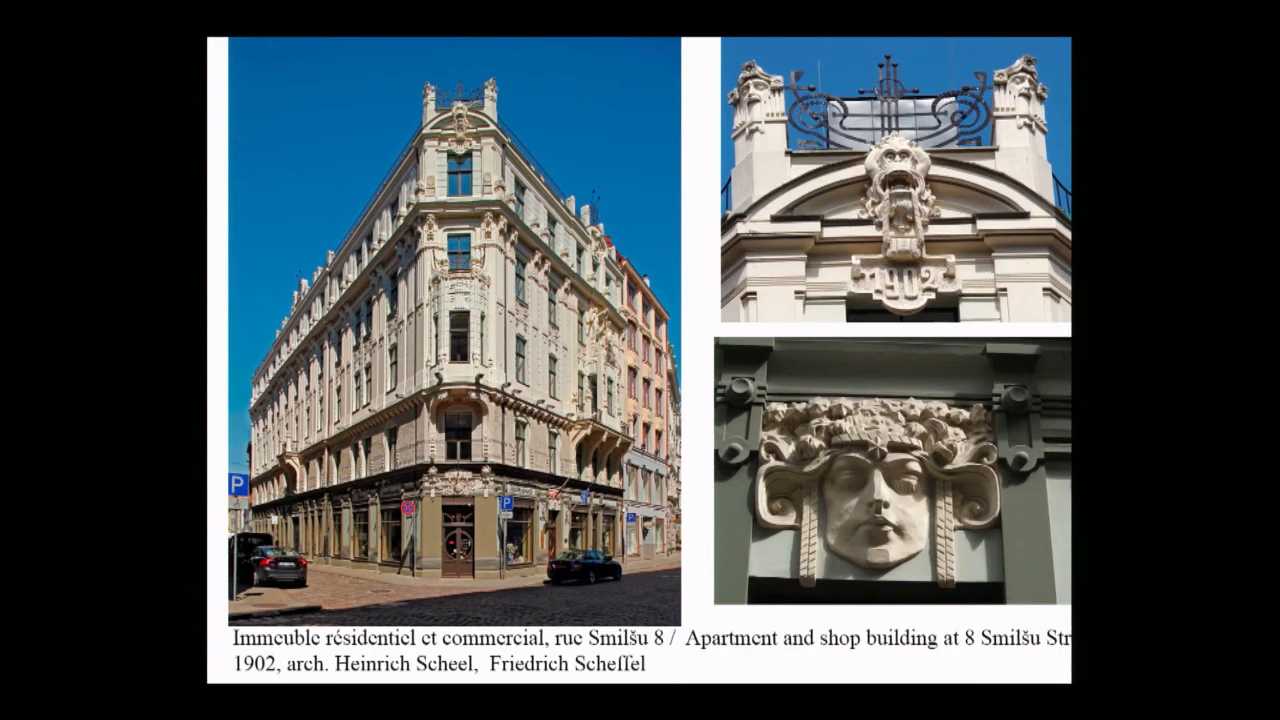 P
P
P
1902
Immeuble résidentiel et commercial, rue Smilšu 8 / Apartment and shop building at 8 Smilšu Str
1902, arch. Heinrich Scheel, Friedrich Scheffel